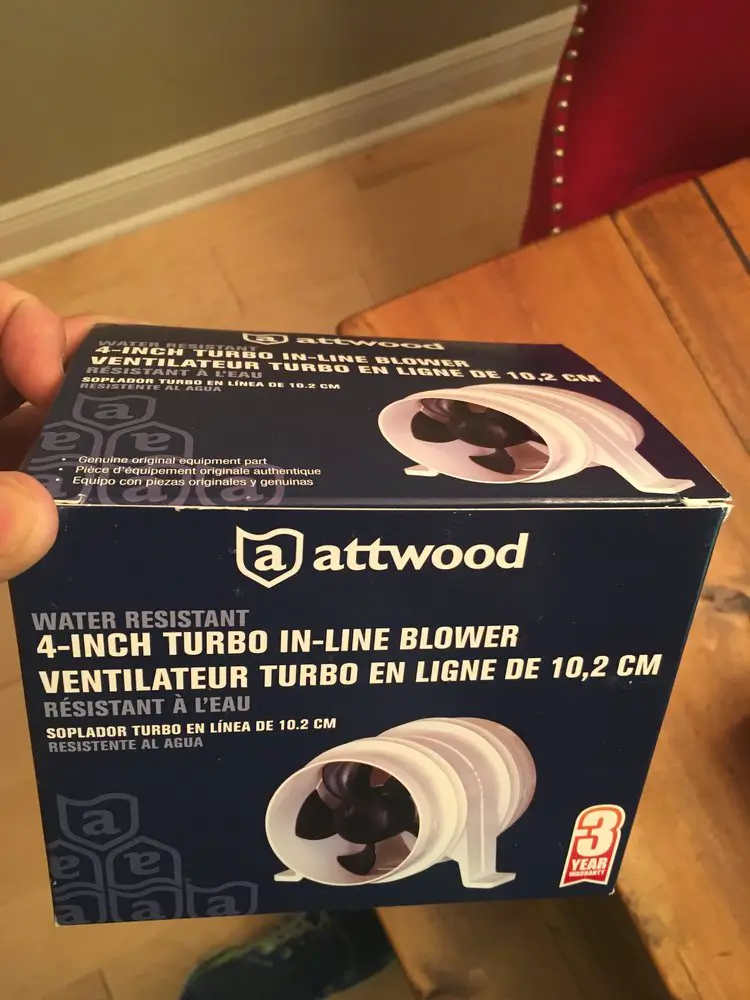 a attwood
WATER RESISTANT
4-INCH TURBO IN-LINE BLOWER
VENTILATEUR TURBO EN LIGNE DE 10,2 CM
RÉSISTANT À L'EAU
SOPLADOR TURBO EN LÍNEA DE 10.2 CM
RESISTENTE AL AGUA
• Genuine original equipment part
• Pièce d'équipement originale authentique
• Equipo con piezas originales y genuinas
a attwood
WATER RESISTANT
4-INCH TURBO IN-LINE BLOWER
VENTILATEUR TURBO EN LIGNE DE 10,2 CM
RÉSISTANT À L'EAU
SOPLADOR TURBO EN LÍNEA DE 10.2 CM
RESISTENTE AL AGUA
3
YEAR
WARRANTY